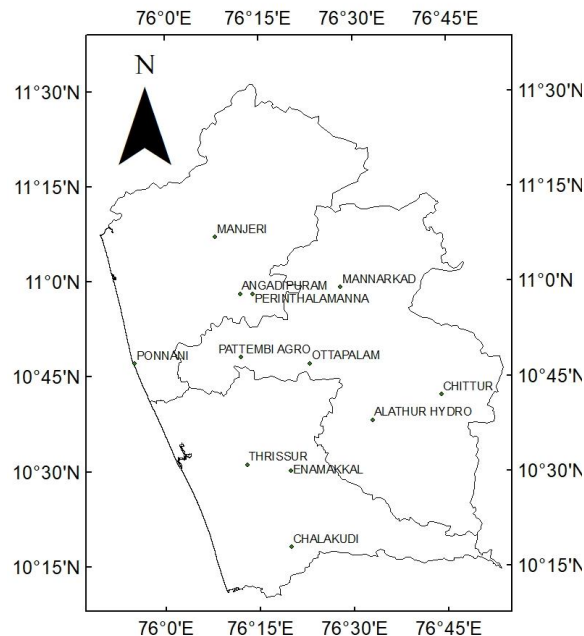 76°0'E 76°15'E 76°30'E 76°45'E
N
11°30'N 11°30'N
11°15'N 11°15'N
MANJERI
11°0'N 11°0'N
MANNARKAD
ANGADIPURAM
PERINTHALAMANNA
PATTEMBI AGRO OTTAPALAM
PONNANI
10°45'N 10°45'N
CHITTUR
ALATHUR HYDRO
THRISSUR
10°30'N 10°30'N
ENAMAKKAL
CHALAKUDI
10°15'N 10°15'N
76°0'E 76°15'E 76°30'E 76°45'E